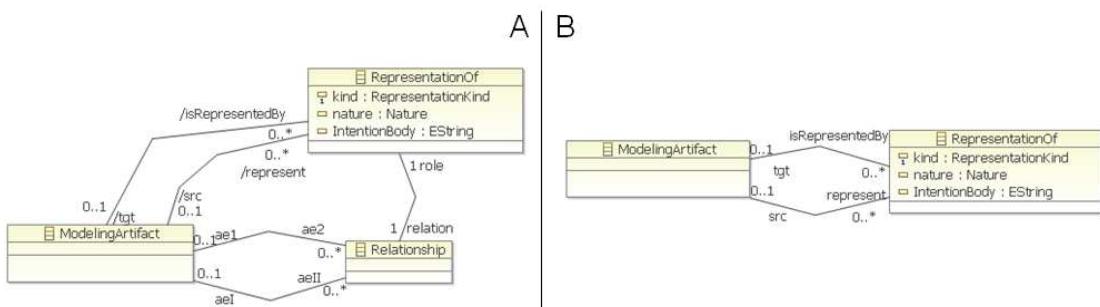 A
B
RepresentationOf
kind : RepresentationKind
nature : Nature
IntentionBody : EString
/isRepresentedBy
0..*
0..*
/represent
1 role
/src
0..1
0..1
/tgt
ModelingArtifact
0..1
ae1
ae2
0..*
1
relation
Relationship
0..1
aeI
aeII
0..*
ModelingArtifact
0..1
tgt
isRepresentedBy
0..*
0..1
src
represent
0..*
RepresentationOf
kind : RepresentationKind
nature : Nature
IntentionBody : EString